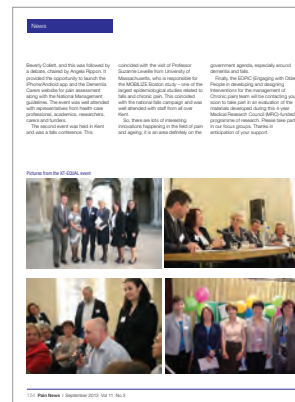 News
Beverly Collett, and this was followed by
a debate, chaired by Angela Rippon. It
provided the opportunity to launch the
iPhone/Android app and the Dementia
Carers website for pain assessment
along with the National Management
guidelines. The event was well attended
with representatives from health care
professional, academics, researchers,
carers and funders.
The second event was held in Kent
and was a falls conference. This
coincided with the visit of Professor
Suzanne Leveille from University of
Massachusetts, who is responsible for
the MOBILIZE Boston study – one of the
largest epidemiological studies related to
falls and chronic pain. This coincided
with the national falls campaign and was
well attended with staff from all over
Kent.
So, there are lots of interesting
innovations happening in the field of pain
and ageing; it is an area definitely on the
government agenda, especially around
dementia and falls.
Finally, the EOPIC (Engaging with Older
People in developing and designing
interventions for the management of
Chronic pain) team will be contacting you
soon to take part in an evaluation of the
materials developed during this 4-year
Medical Research Council (MRC)-funded
programme of research. Please take part
in our focus groups. Thanks in
anticipation of your support.
Pictures from the AT-EQUAL event
154 Pain News | September 2013 Vol 11 No 3